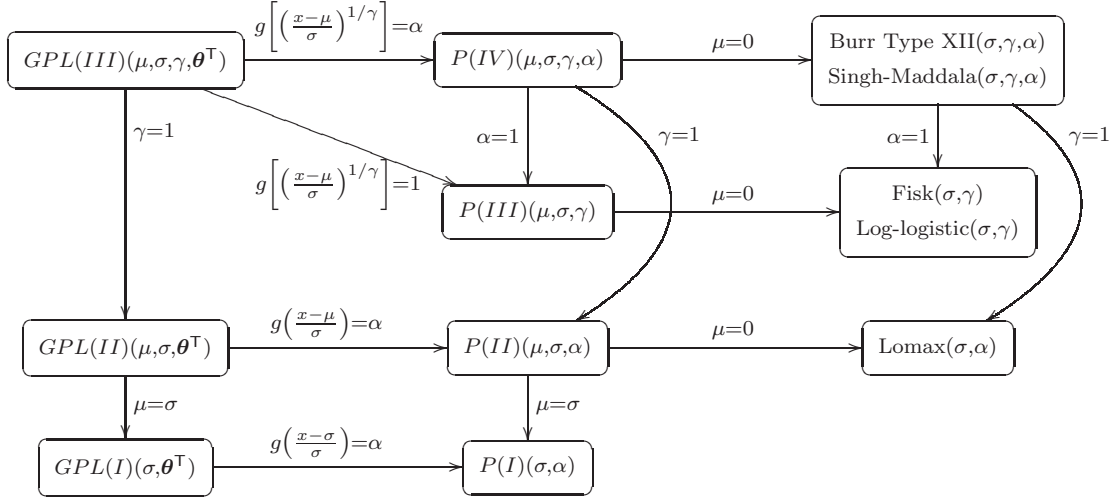 g[((x−μ)/σ)^{1/γ}]=α
GPL(III)(μ,σ,γ,θ^T)
P(IV)(μ,σ,γ,α)
μ=0
Burr Type XII(σ,γ,α)
Singh-Maddala(σ,γ,α)
γ=1
α=1
γ=1
α=1
γ=1
g[((x−μ)/σ)^{1/γ}]=1
P(III)(μ,σ,γ)
μ=0
Fisk(σ,γ)
Log-logistic(σ,γ)
GPL(II)(μ,σ,θ^T)
g((x−μ)/σ)=α
P(II)(μ,σ,α)
μ=0
Lomax(σ,α)
μ=σ
μ=σ
GPL(I)(σ,θ^T)
g((x−σ)/σ)=α
P(I)(σ,α)